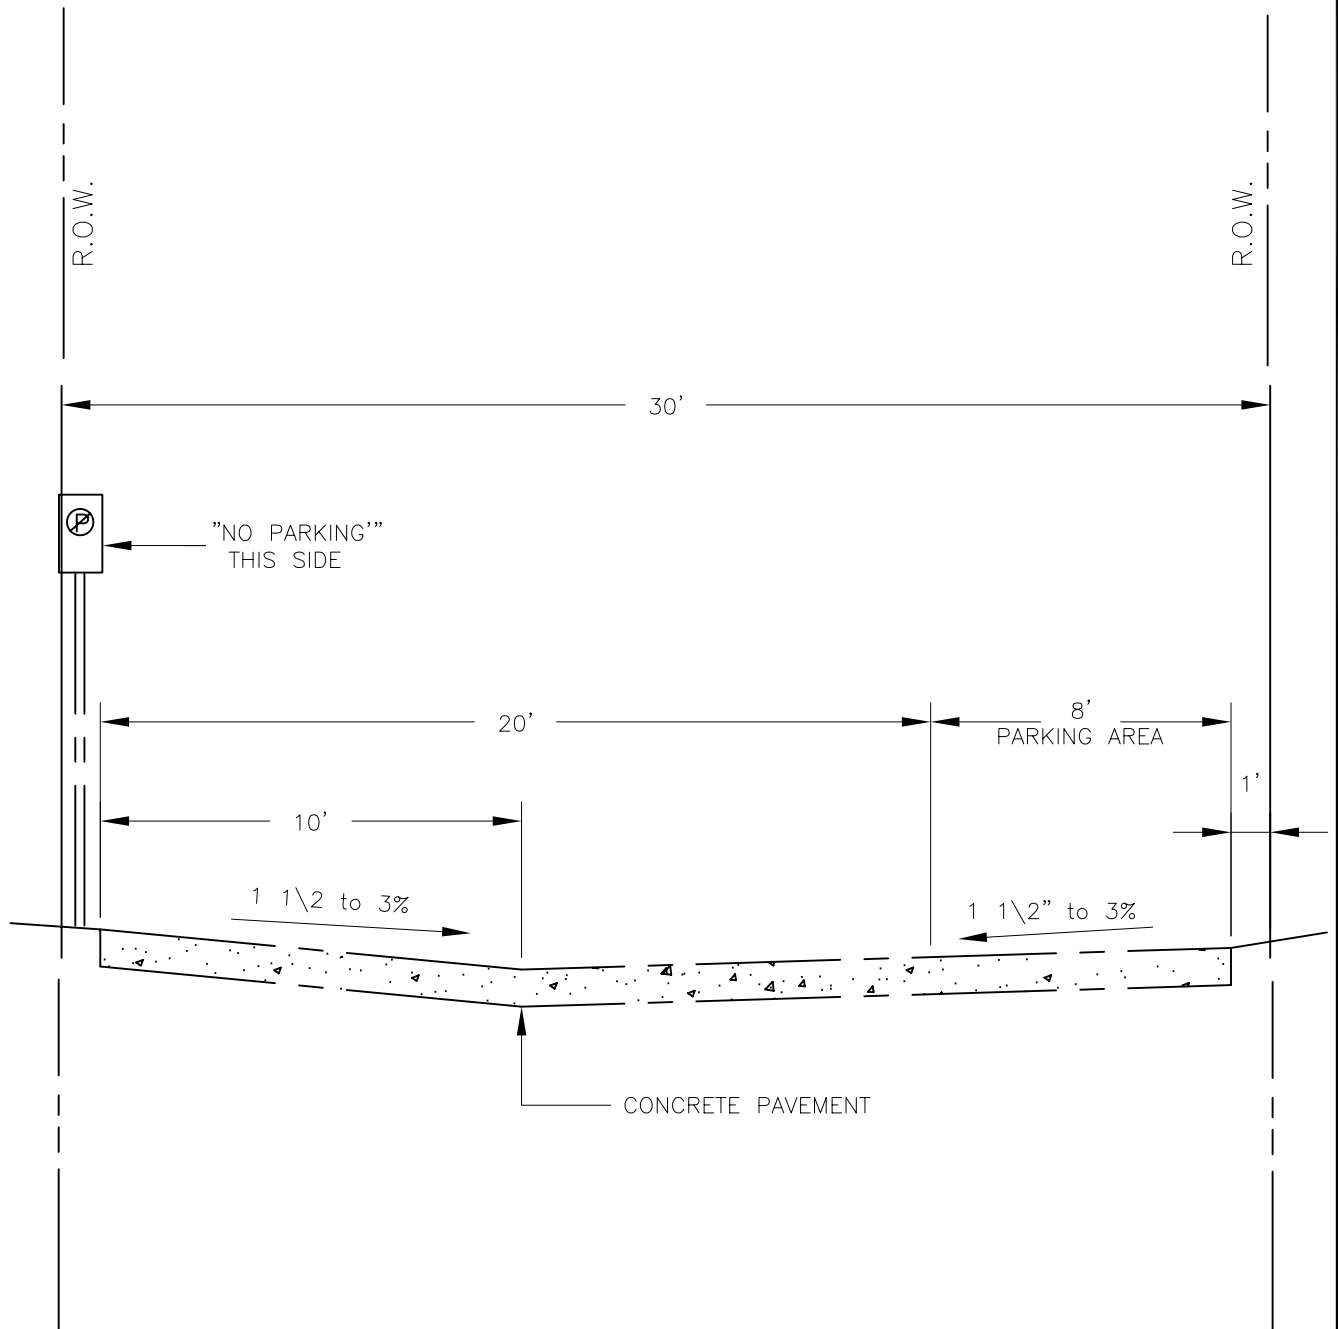 R.O.W.
R.O.W.
30'
P
"NO PARKING'"
THIS SIDE
20'
8'
PARKING AREA
1'
10'
1 1\2 to 3%
1 1\2" to 3%
CONCRETE PAVEMENT